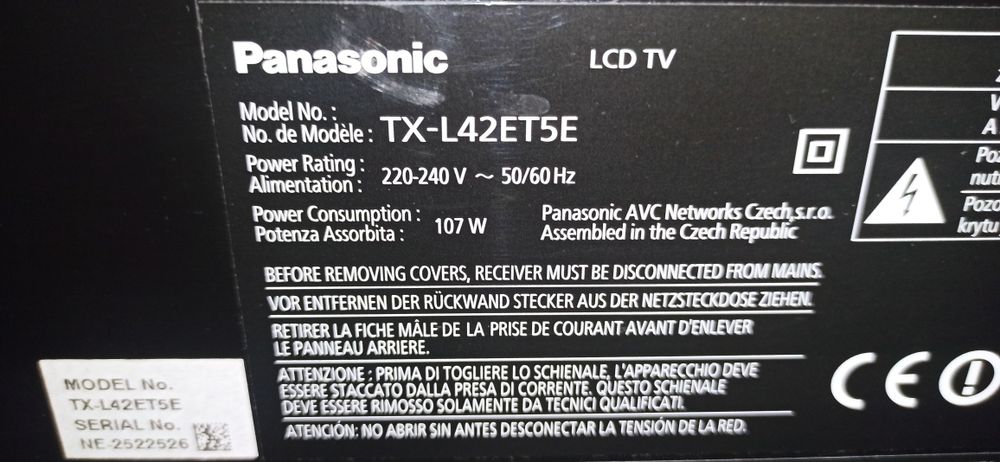 Panasonic
LCD TV
Model No. :
No. de Modèle : TX-L42ET5E
Power Rating :
Alimentation : 220-240 V ~ 50/60 Hz
Power Consumption :
Potenza Assorbita : 107 W
Panasonic AVC Networks Czech,s.r.o.
Assembled in the Czech Republic
BEFORE REMOVING COVERS, RECEIVER MUST BE DISCONNECTED FROM MAINS.
VOR ENTFERNEN DER RÜCKWAND STECKER AUS DER NETZSTECKDOSE ZIEHEN.
RETIRER LA FICHE MÂLE DE LA PRISE DE COURANT AVANT D'ENLEVER
LE PANNEAU ARRIERE.
ATTENZIONE : PRIMA DI TOGLIERE LO SCHIENALE, L'APPARECCHIO DEVE
ESSERE STACCATO DALLA PRESA DI CORRENTE. QUESTO SCHIENALE
DEVE ESSERE RIMOSSO SOLAMENTE DA TECNICI QUALIFICATI.
ATENCIÓN: NO ABRIR SIN ANTES DESCONECTAR LA TENSIÓN DE LA RED.
CE
MODEL No.
TX-L42ET5E
SERIAL No.
NE-2522526